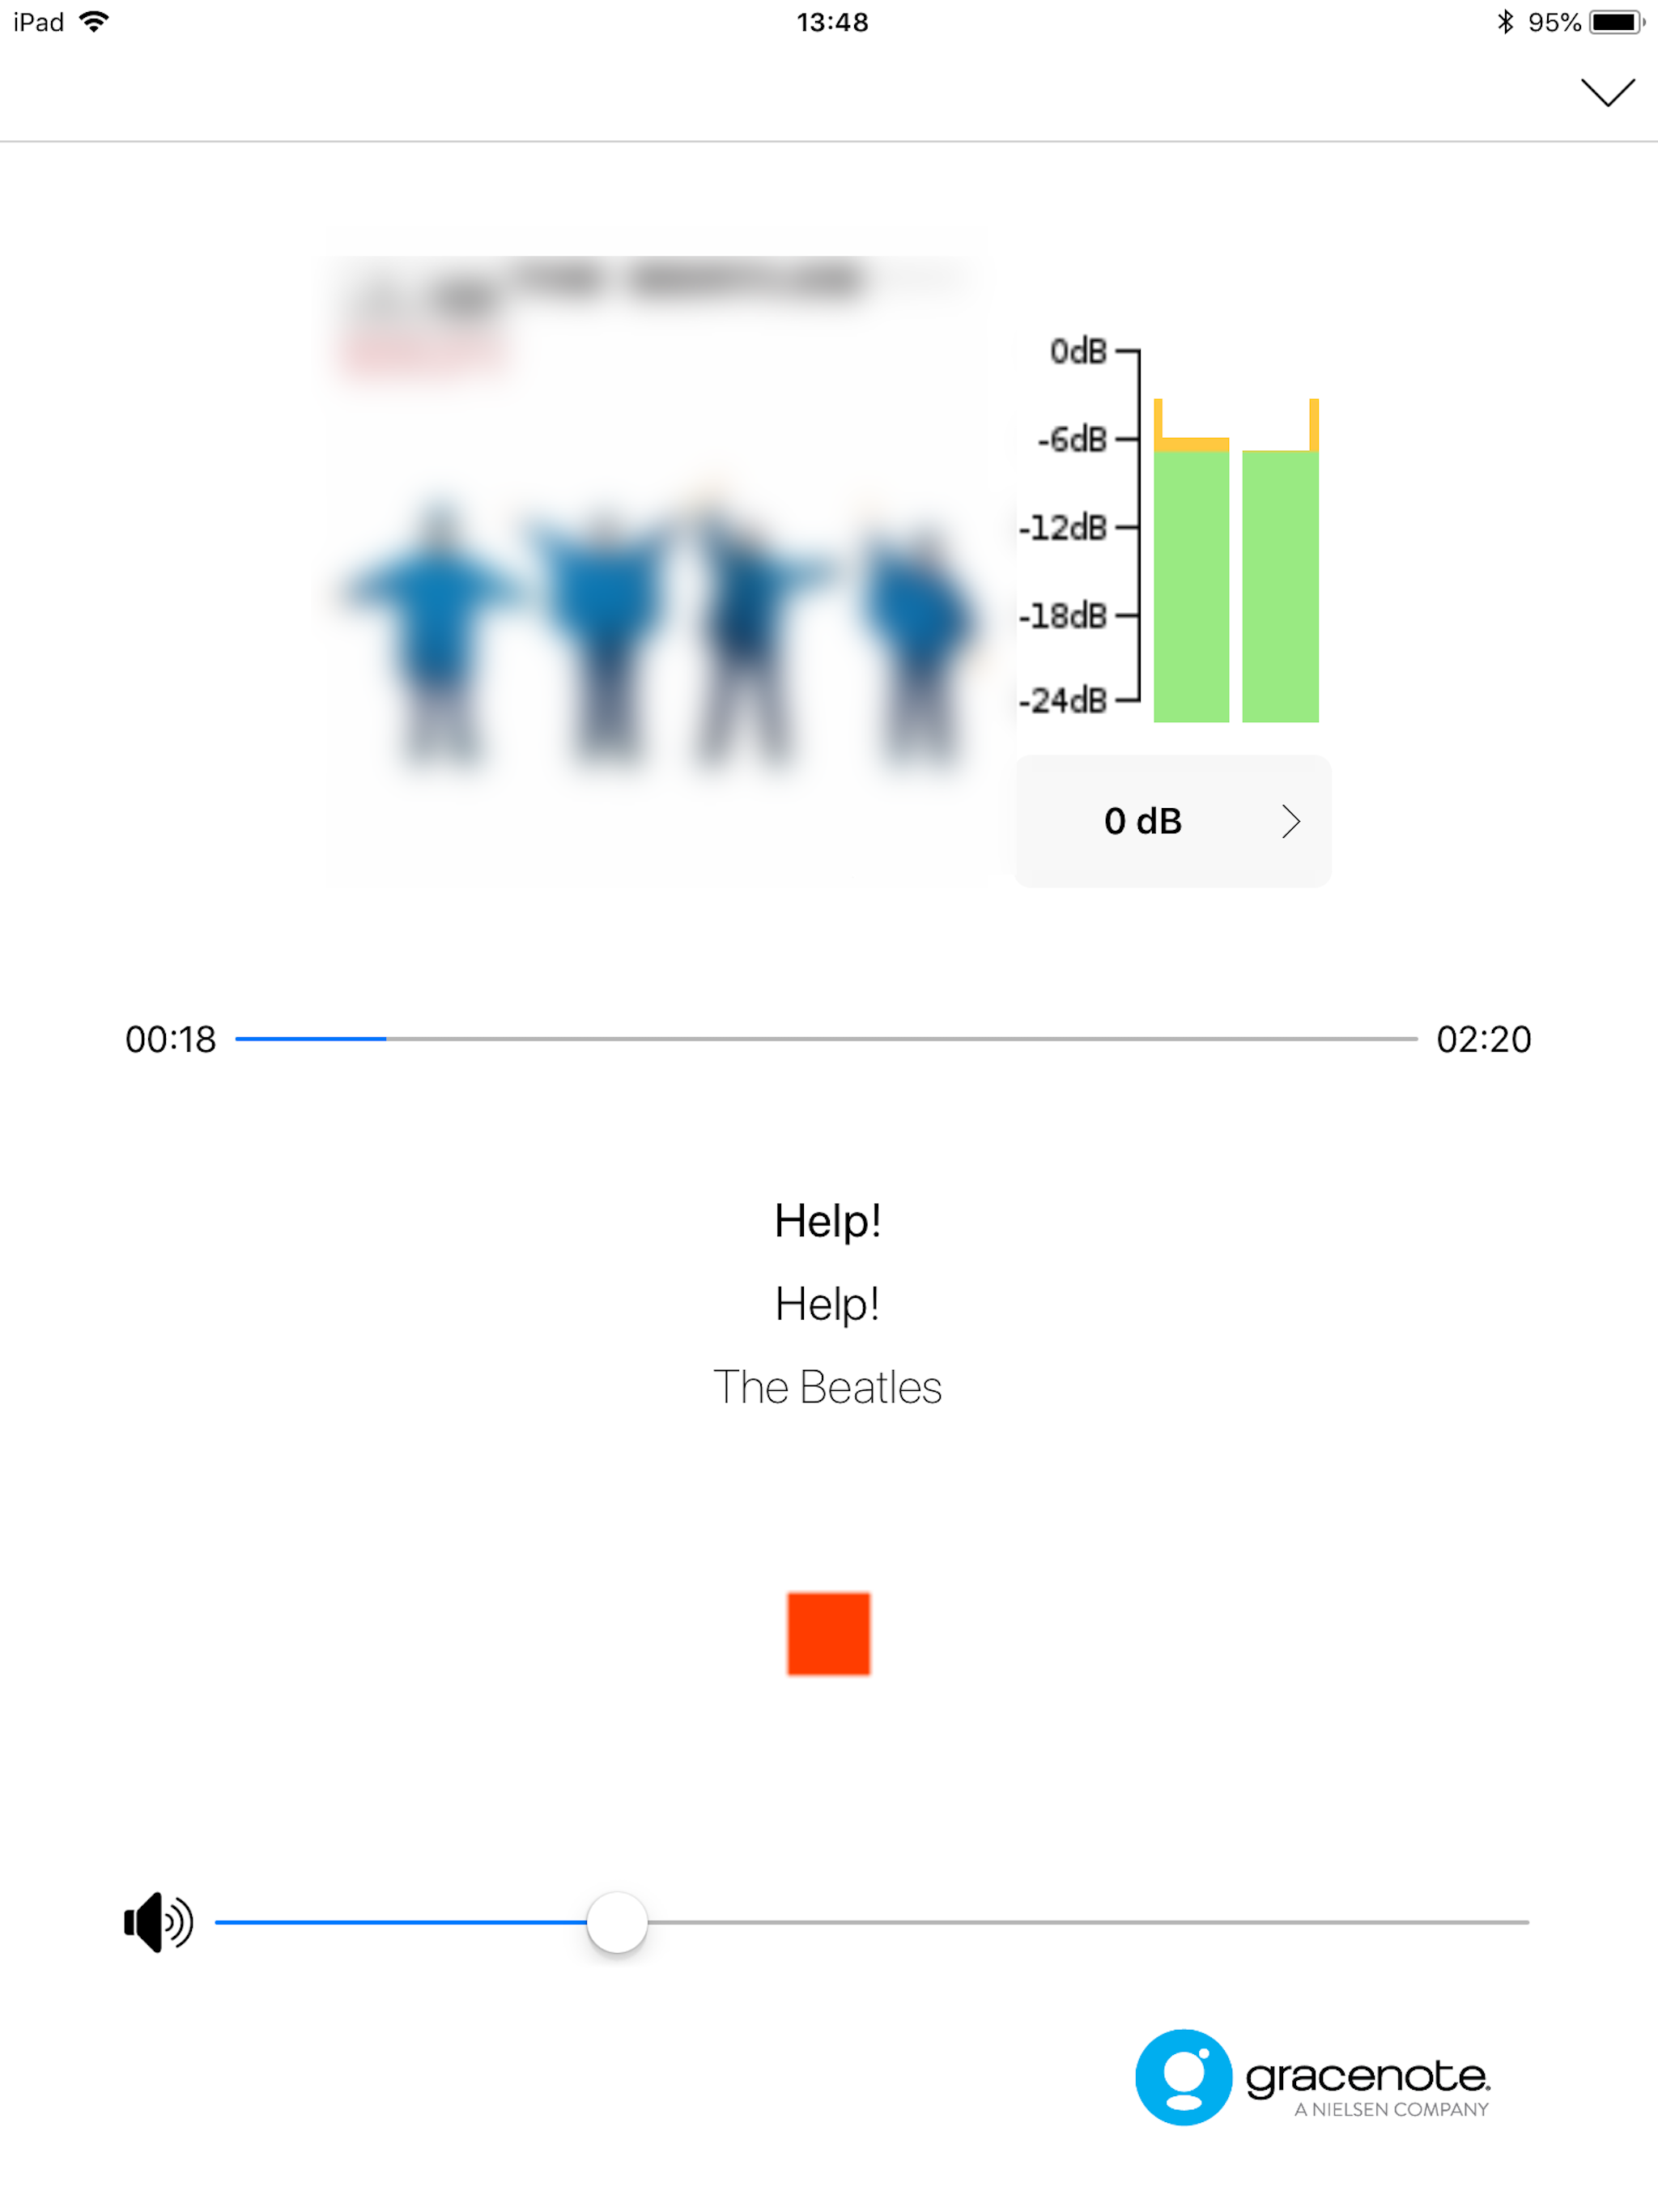 iPad 13:48 95%
0dB
-6dB
-12dB
-18dB
-24dB
0 dB
00:18 02:20
Help!
Help!
The Beatles
gracenote.
A NIELSEN COMPANY